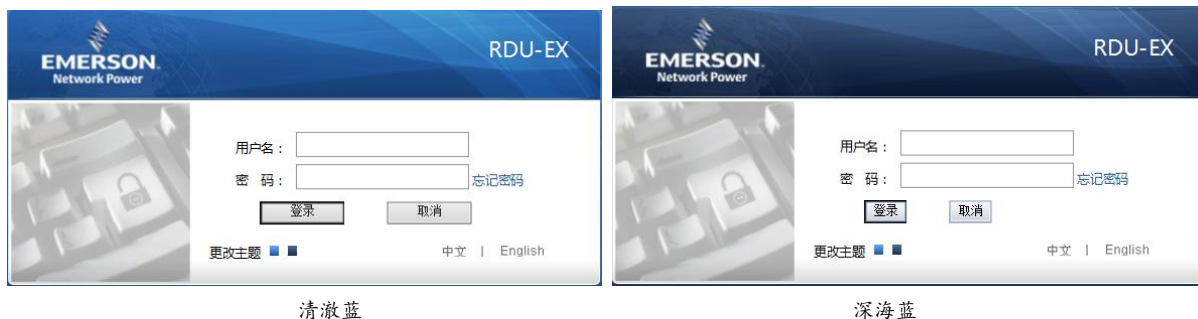 EMERSON.
Network Power
RDU-EX
用户名：
密 码：
忘记密码
登录 取消
更改主题
中文 | English
清澈蓝
EMERSON.
Network Power
RDU-EX
用户名：
密 码：
忘记密码
登录 取消
更改主题
中文 | English
深海蓝